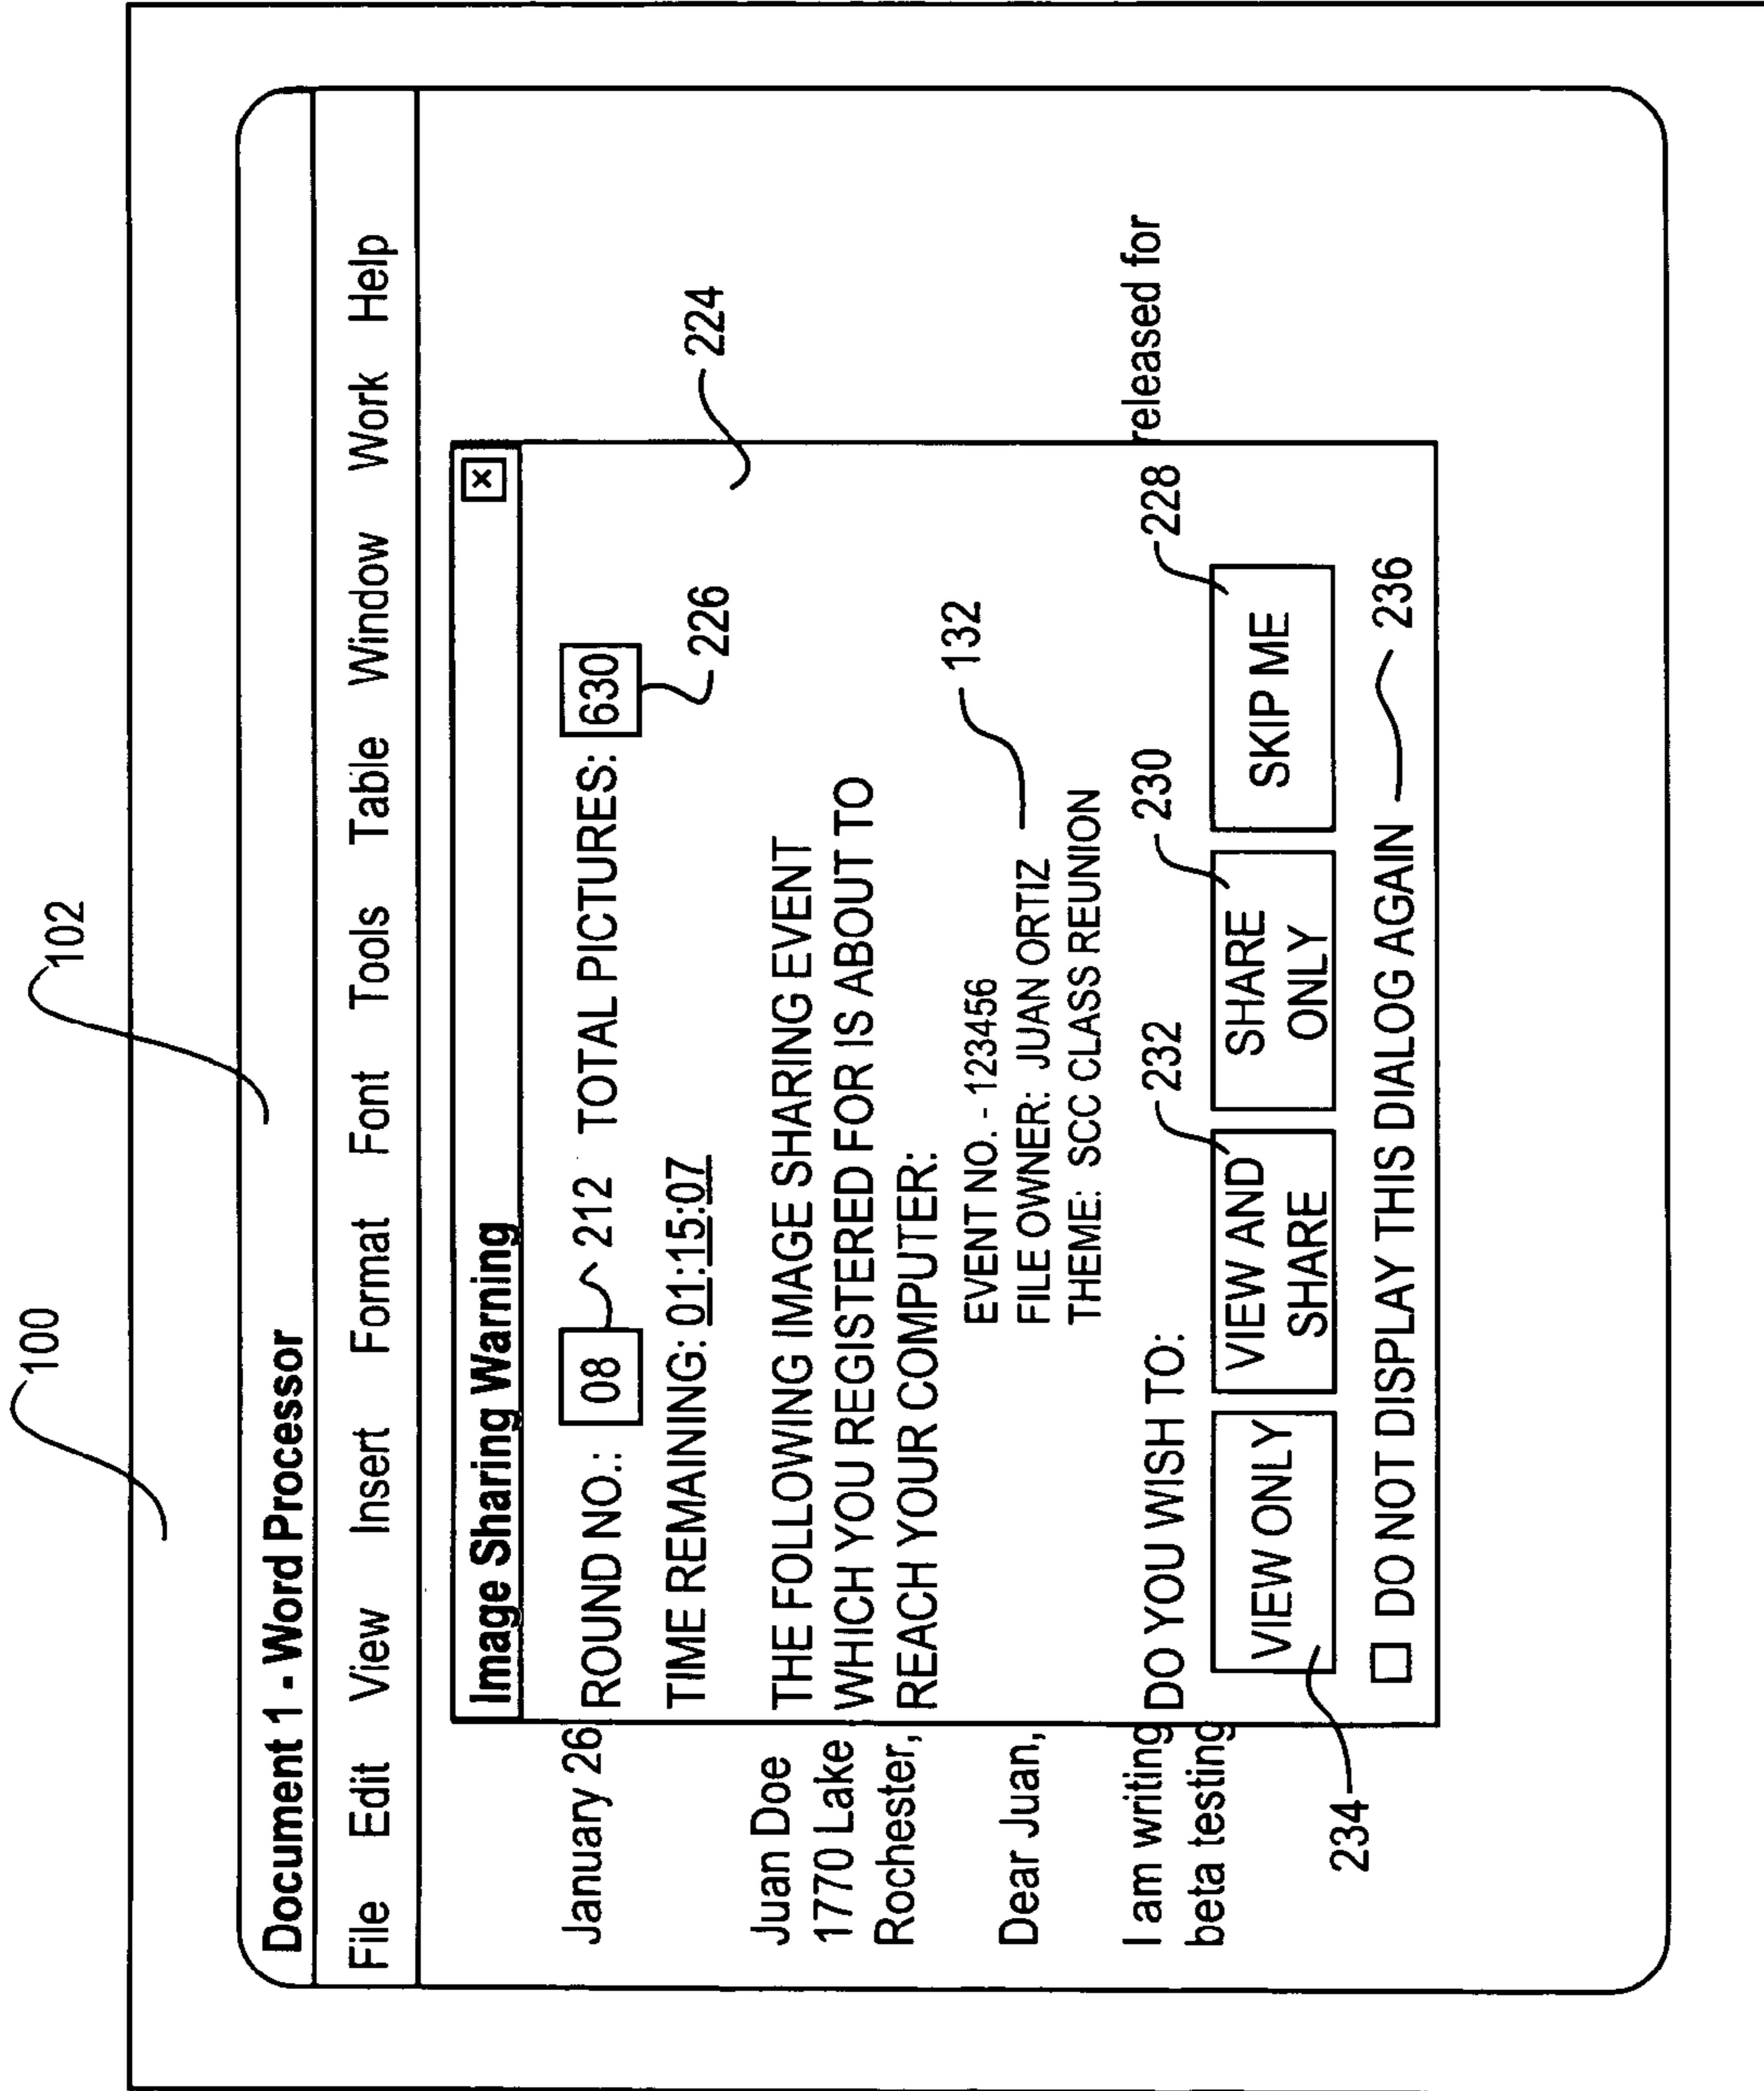 100
102
Document 1 - Word Processor
File Edit View Insert Format Font Tools Table Window Work Help
Image Sharing Warning x
January 26
ROUND NO.: 08 212 TOTAL PICTURES: 630
TIME REMAINING: 01:15:07
226
224
Juan Doe
1770 Lake
Rochester,
THE FOLLOWING IMAGE SHARING EVENT
WHICH YOU REGISTERED FOR IS ABOUT TO
REACH YOUR COMPUTER:
EVENT NO. - 123456
FILE OWNER: JUAN ORTIZ
THEME: SCC CLASS REUNION
132
Dear Juan,
I am writing
released for
beta testing
DO YOU WISH TO:
232
230
228
VIEW ONLY
VIEW AND
SHARE
SHARE
ONLY
SKIP ME
234
DO NOT DISPLAY THIS DIALOG AGAIN
236